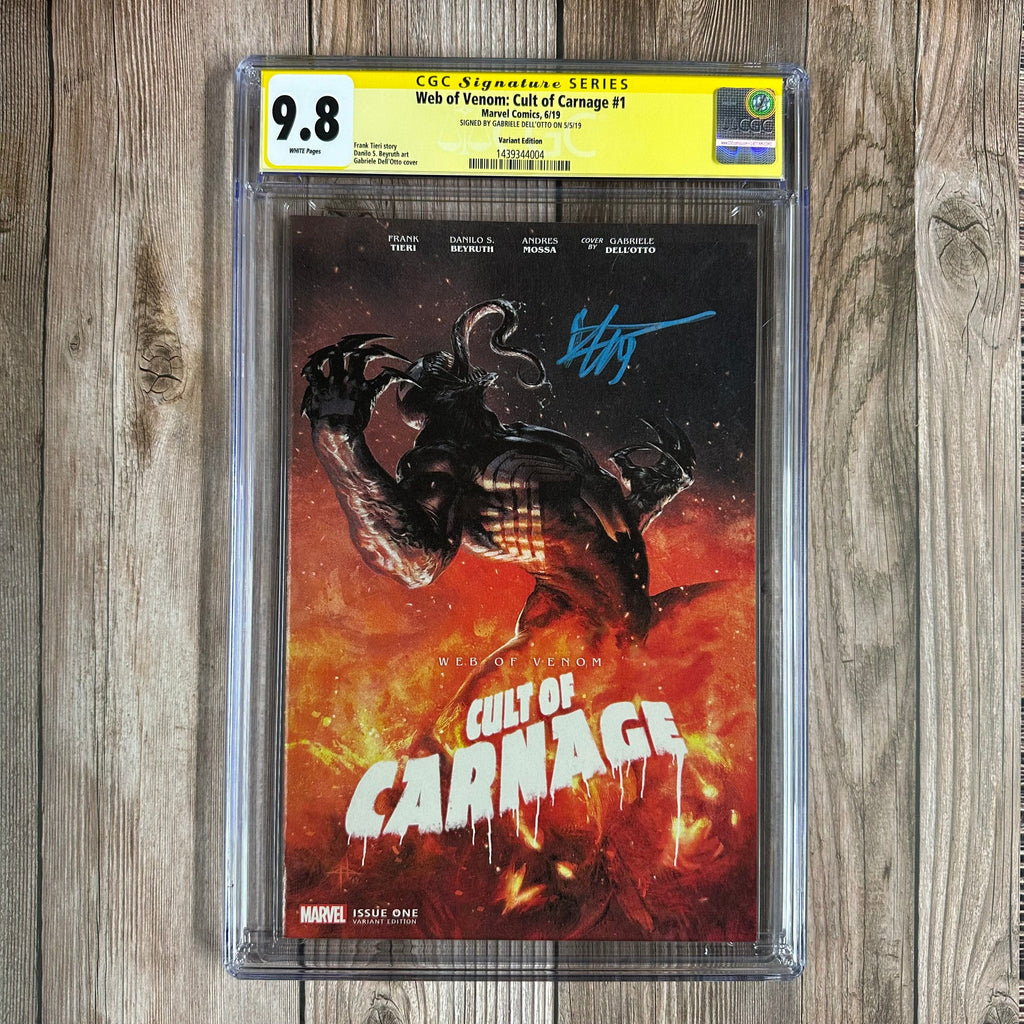 CGC Signature SERIES
9.8
WHITE Pages
Web of Venom: Cult of Carnage #1
Marvel Comics, 6/19
SIGNED BY GABRIELE DELL'OTTO ON 5/5/19
Variant Edition
1439344004
Frank Tieri story
Danilo S. Beyruth art
Gabriele Dell'Otto cover
CGC
FRANK TIERI
DANILO S. BEYRUTH
ANDRES MOSSA
COVER BY GABRIELE DELL'OTTO
WEB OF VENOM
CULT OF
CARNAGE
MARVEL ISSUE ONE
VARIANT EDITION